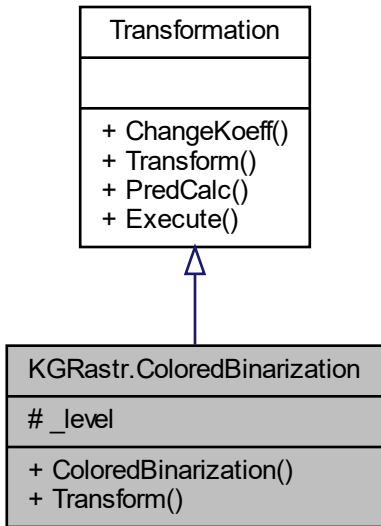 Transformation
+ ChangeKoeff()
+ Transform()
+ PredCalc()
+ Execute()
KGRastr.ColoredBinarization
# _level
+ ColoredBinarization()
+ Transform()